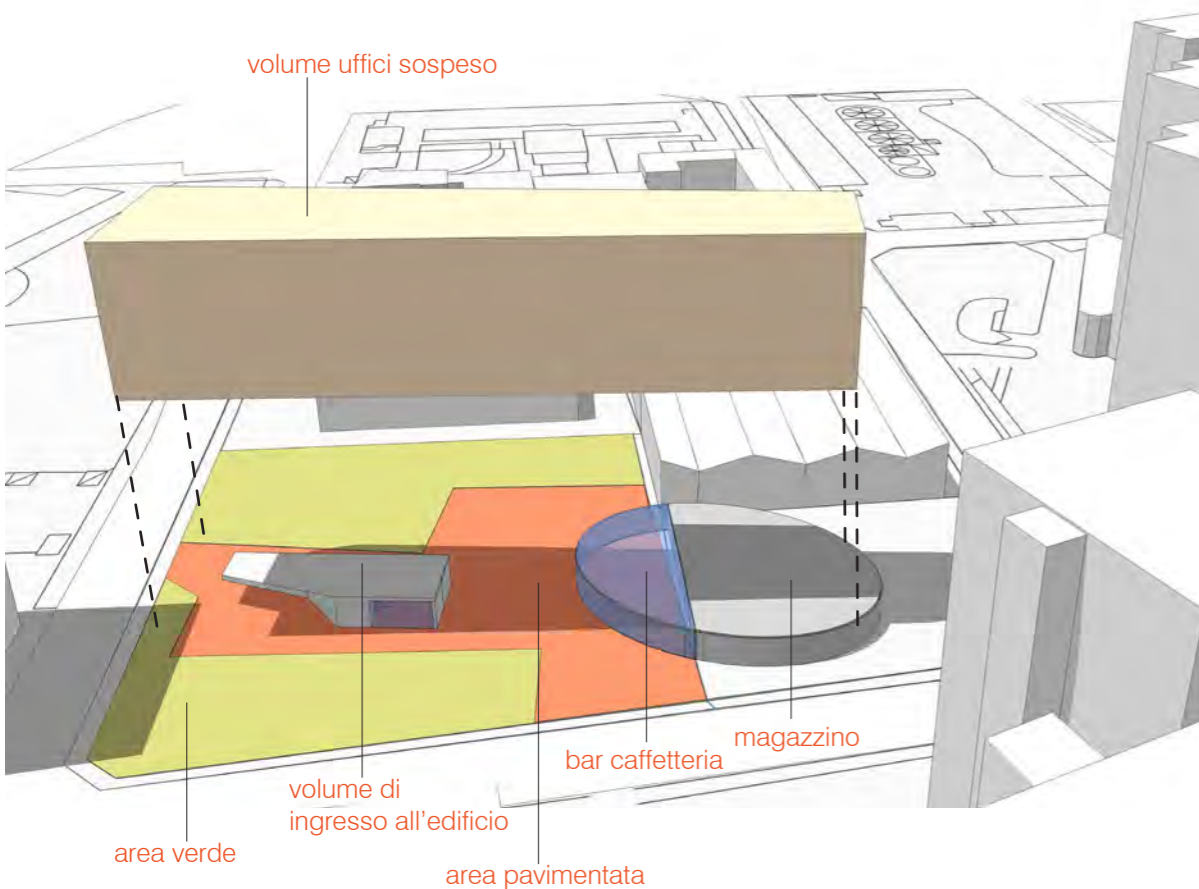 volume uffici sospeso
magazzino
bar caffetteria
volume di
ingresso all'edificio
area verde
area pavimentata